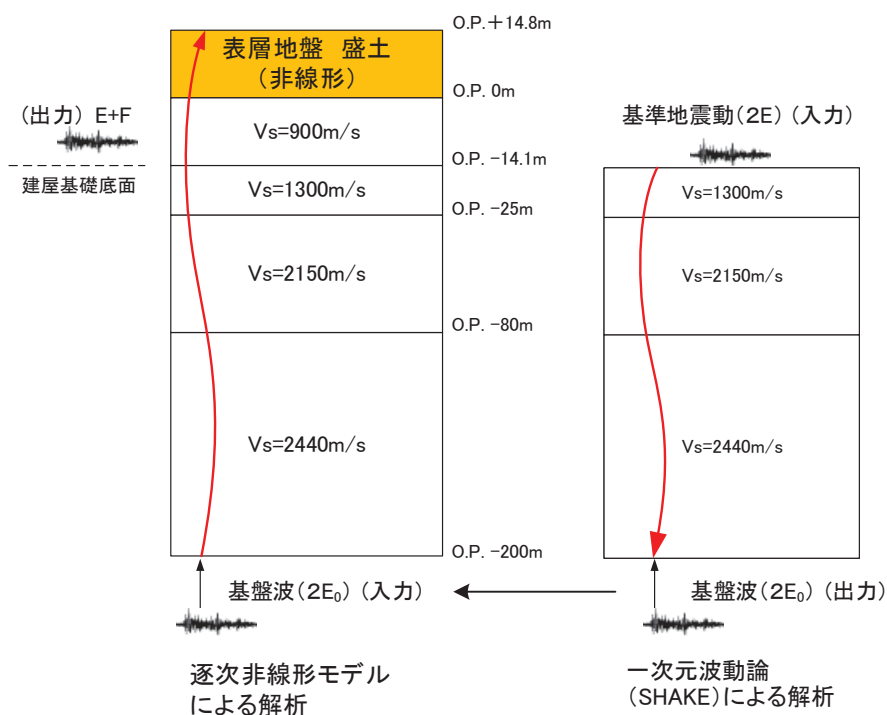 O.P.+14.8m
表層地盤 盛土
(非線形)
O.P. 0m
(出力) E+F
Vs=900m/s
O.P. -14.1m
建屋基礎底面
Vs=1300m/s
O.P. -25m
Vs=2150m/s
O.P. -80m
Vs=2440m/s
O.P. -200m
基盤波(2E₀) (入力)
逐次非線形モデル
による解析
基準地震動(2E) (入力)
Vs=1300m/s
Vs=2150m/s
Vs=2440m/s
基盤波(2E₀) (出力)
一次元波動論
(SHAKE)による解析